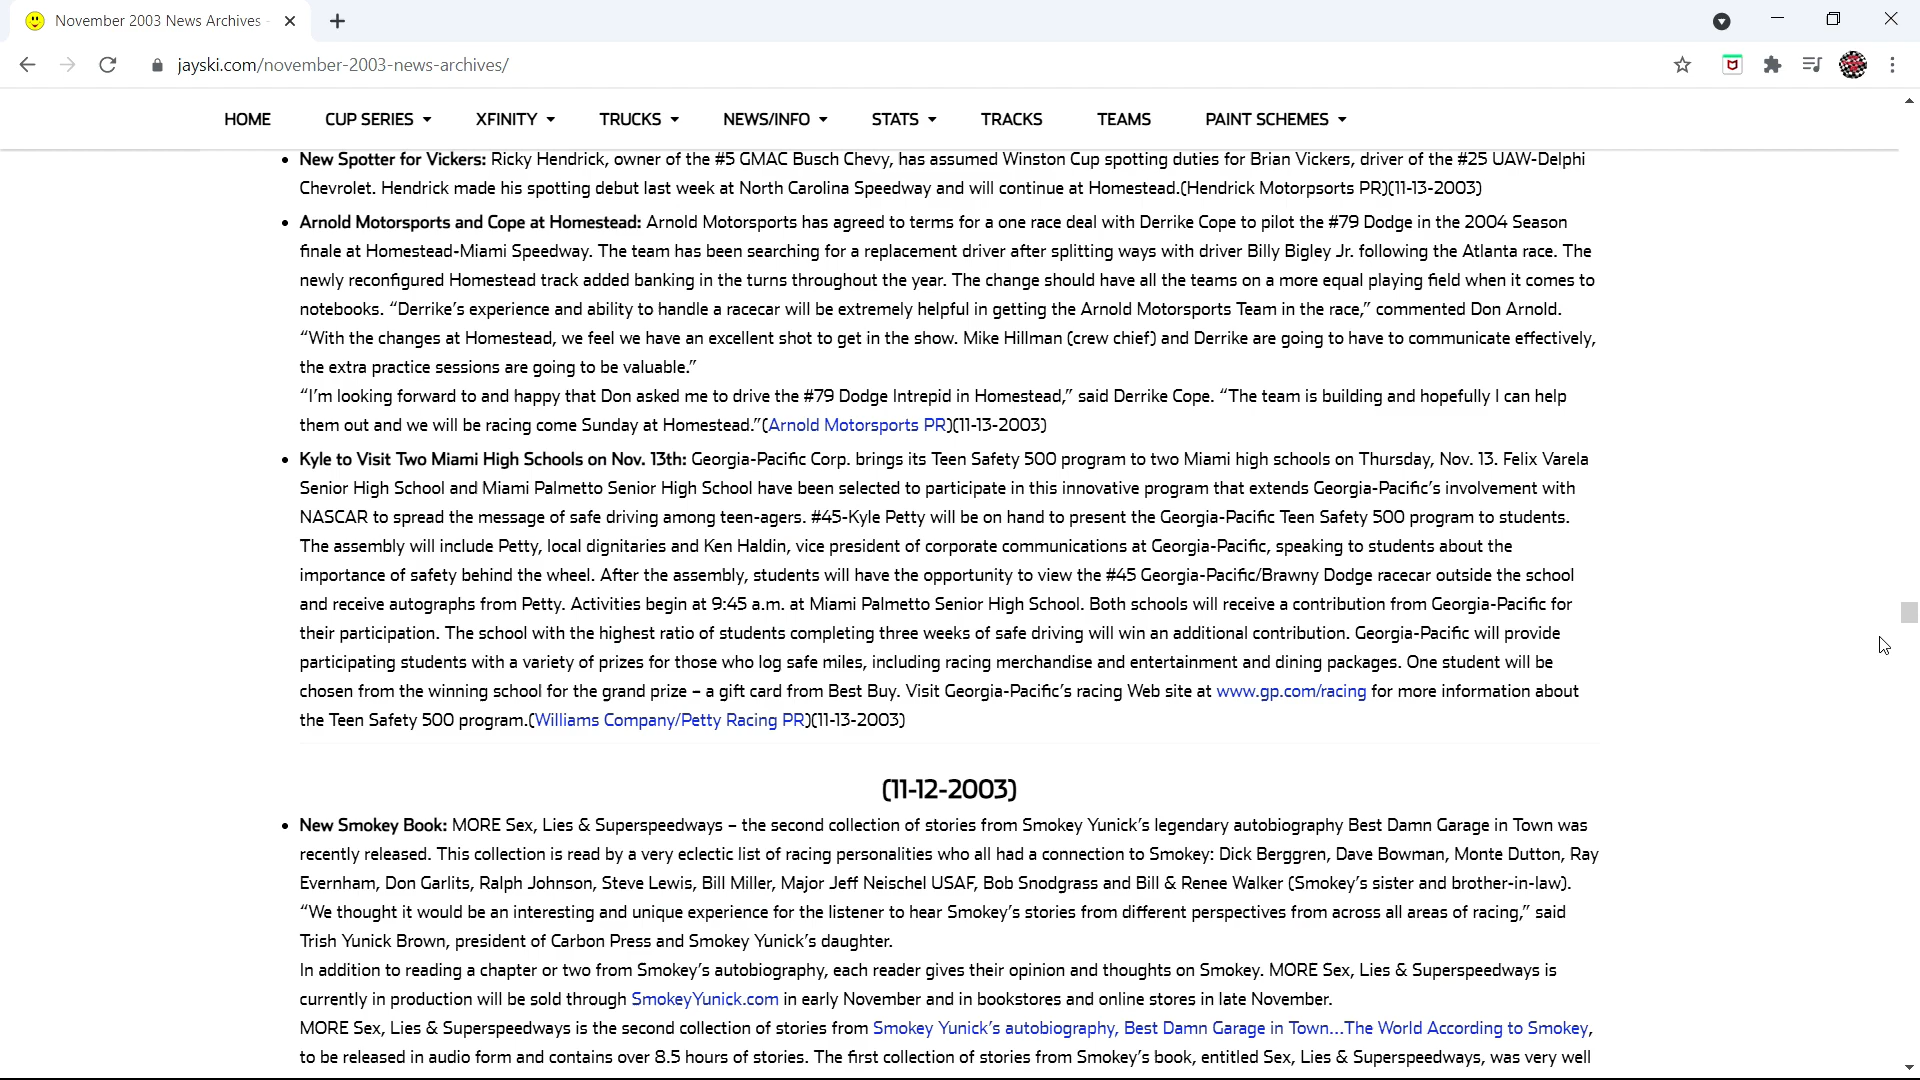 November 2003 News Archives -
jayski.com/november-2003-news-archives/
HOME CUP SERIES XFINITY TRUCKS NEWS/INFO STATS TRACKS TEAMS PAINT SCHEMES
• New Spotter for Vickers: Ricky Hendrick, owner of the #5 GMAC Busch Chevy, has assumed Winston Cup spotting duties for Brian Vickers, driver of the #25 UAW-Delphi
Chevrolet. Hendrick made his spotting debut last week at North Carolina Speedway and will continue at Homestead.(Hendrick Motorpsorts PR)(11-13-2003)
• Arnold Motorsports and Cope at Homestead: Arnold Motorsports has agreed to terms for a one race deal with Derrike Cope to pilot the #79 Dodge in the 2004 Season
finale at Homestead-Miami Speedway. The team has been searching for a replacement driver after splitting ways with driver Billy Bigley Jr. following the Atlanta race. The
newly reconfigured Homestead track added banking in the turns throughout the year. The change should have all the teams on a more equal playing field when it comes to
notebooks. “Derrike’s experience and ability to handle a racecar will be extremely helpful in getting the Arnold Motorsports Team in the race,” commented Don Arnold.
“With the changes at Homestead, we feel we have an excellent shot to get in the show. Mike Hillman (crew chief) and Derrike are going to have to communicate effectively,
the extra practice sessions are going to be valuable.”
“I’m looking forward to and happy that Don asked me to drive the #79 Dodge Intrepid in Homestead,” said Derrike Cope. “The team is building and hopefully I can help
them out and we will be racing come Sunday at Homestead.”(Arnold Motorsports PR)(11-13-2003)
• Kyle to Visit Two Miami High Schools on Nov. 13th: Georgia-Pacific Corp. brings its Teen Safety 500 program to two Miami high schools on Thursday, Nov. 13. Felix Varela
Senior High School and Miami Palmetto Senior High School have been selected to participate in this innovative program that extends Georgia-Pacific’s involvement with
NASCAR to spread the message of safe driving among teen-agers. #45-Kyle Petty will be on hand to present the Georgia-Pacific Teen Safety 500 program to students.
The assembly will include Petty, local dignitaries and Ken Haldin, vice president of corporate communications at Georgia-Pacific, speaking to students about the
importance of safety behind the wheel. After the assembly, students will have the opportunity to view the #45 Georgia-Pacific/Brawny Dodge racecar outside the school
and receive autographs from Petty. Activities begin at 9:45 a.m. at Miami Palmetto Senior High School. Both schools will receive a contribution from Georgia-Pacific for
their participation. The school with the highest ratio of students completing three weeks of safe driving will win an additional contribution. Georgia-Pacific will provide
participating students with a variety of prizes for those who log safe miles, including racing merchandise and entertainment and dining packages. One student will be
chosen from the winning school for the grand prize – a gift card from Best Buy. Visit Georgia-Pacific’s racing Web site at www.gp.com/racing for more information about
the Teen Safety 500 program.(Williams Company/Petty Racing PR)(11-13-2003)
(11-12-2003)
• New Smokey Book: MORE Sex, Lies & Superspeedways – the second collection of stories from Smokey Yunick’s legendary autobiography Best Damn Garage in Town was
recently released. This collection is read by a very eclectic list of racing personalities who all had a connection to Smokey: Dick Berggren, Dave Bowman, Monte Dutton, Ray
Evernham, Don Garlits, Ralph Johnson, Steve Lewis, Bill Miller, Major Jeff Neischel USAF, Bob Snodgrass and Bill & Renee Walker (Smokey’s sister and brother-in-law).
“We thought it would be an interesting and unique experience for the listener to hear Smokey’s stories from different perspectives from across all areas of racing,” said
Trish Yunick Brown, president of Carbon Press and Smokey Yunick’s daughter.
In addition to reading a chapter or two from Smokey’s autobiography, each reader gives their opinion and thoughts on Smokey. MORE Sex, Lies & Superspeedways is
currently in production will be sold through SmokeyYunick.com in early November and in bookstores and online stores in late November.
MORE Sex, Lies & Superspeedways is the second collection of stories from Smokey Yunick’s autobiography, Best Damn Garage in Town...The World According to Smokey,
to be released in audio form and contains over 8.5 hours of stories. The first collection of stories from Smokey’s book, entitled Sex, Lies & Superspeedways, was very well